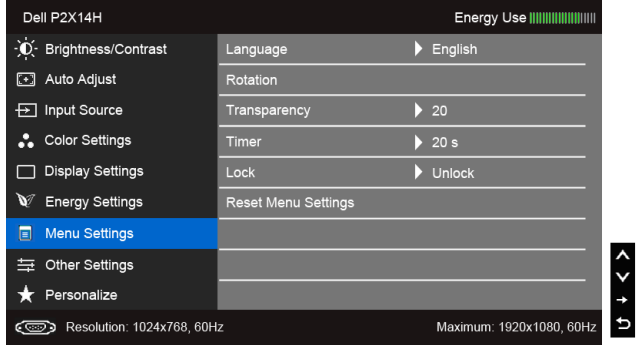 Dell P2X14H Energy Use
Brightness/Contrast Language English
Auto Adjust Rotation
Input Source Transparency 20
Color Settings Timer 20 s
Display Settings Lock Unlock
Energy Settings Reset Menu Settings
Menu Settings
Other Settings
Personalize
Resolution: 1024x768, 60Hz Maximum: 1920x1080, 60Hz